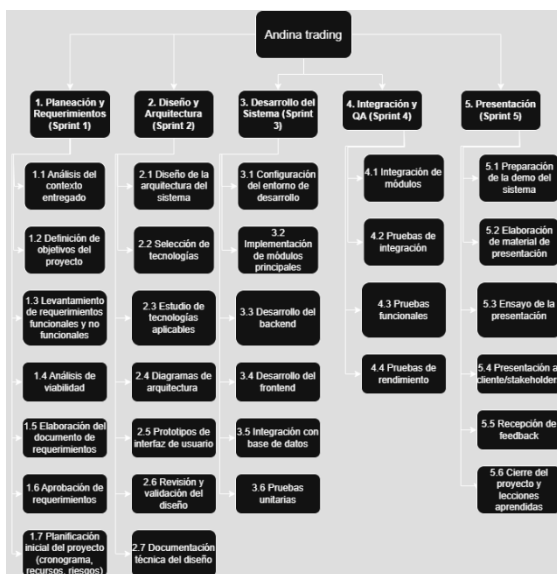 Andina trading
1. Planeación y
Requerimientos
(Sprint 1)
1.1 Análisis del
contexto
entregado
1.2 Definición de
objetivos del
proyecto
1.3 Levantamiento
de requerimientos
funcionales y no
funcionales
1.4 Análisis de
viabilidad
1.5 Elaboración del
documento de
requerimientos
1.6 Aprobación de
requerimientos
1.7 Planificación
inicial del proyecto
(cronograma,
recursos, riesgos)
2. Diseño y
Arquitectura
(Sprint 2)
2.1 Diseño de la
arquitectura del
sistema
2.2 Selección de
tecnologías
2.3 Estudio de
tecnologías
aplicables
2.4 Diagramas de
arquitectura
2.5 Prototipos de
interfaz de usuario
2.6 Revisión y
validación del
diseño
2.7 Documentación
técnica del diseño
3. Desarrollo del
Sistema (Sprint
3)
3.1 Configuración
del entorno de
desarrollo
3.2
Implementación
de módulos
principales
3.3 Desarrollo del
backend
3.4 Desarrollo del
frontend
3.5 Integración con
base de datos
3.6 Pruebas
unitarias
4. Integración y
QA (Sprint 4)
4.1 Integración de
módulos
4.2 Pruebas de
integración
4.3 Pruebas
funcionales
4.4 Pruebas de
rendimiento
5. Presentación
(Sprint 5)
5.1 Preparación
de la demo del
sistema
5.2 Elaboración
de material de
presentación
5.3 Ensayo de la
presentación
5.4 Presentación a
cliente/stakeholder
5.5 Recepción de
feedback
5.6 Cierre del
proyecto y
lecciones
aprendidas